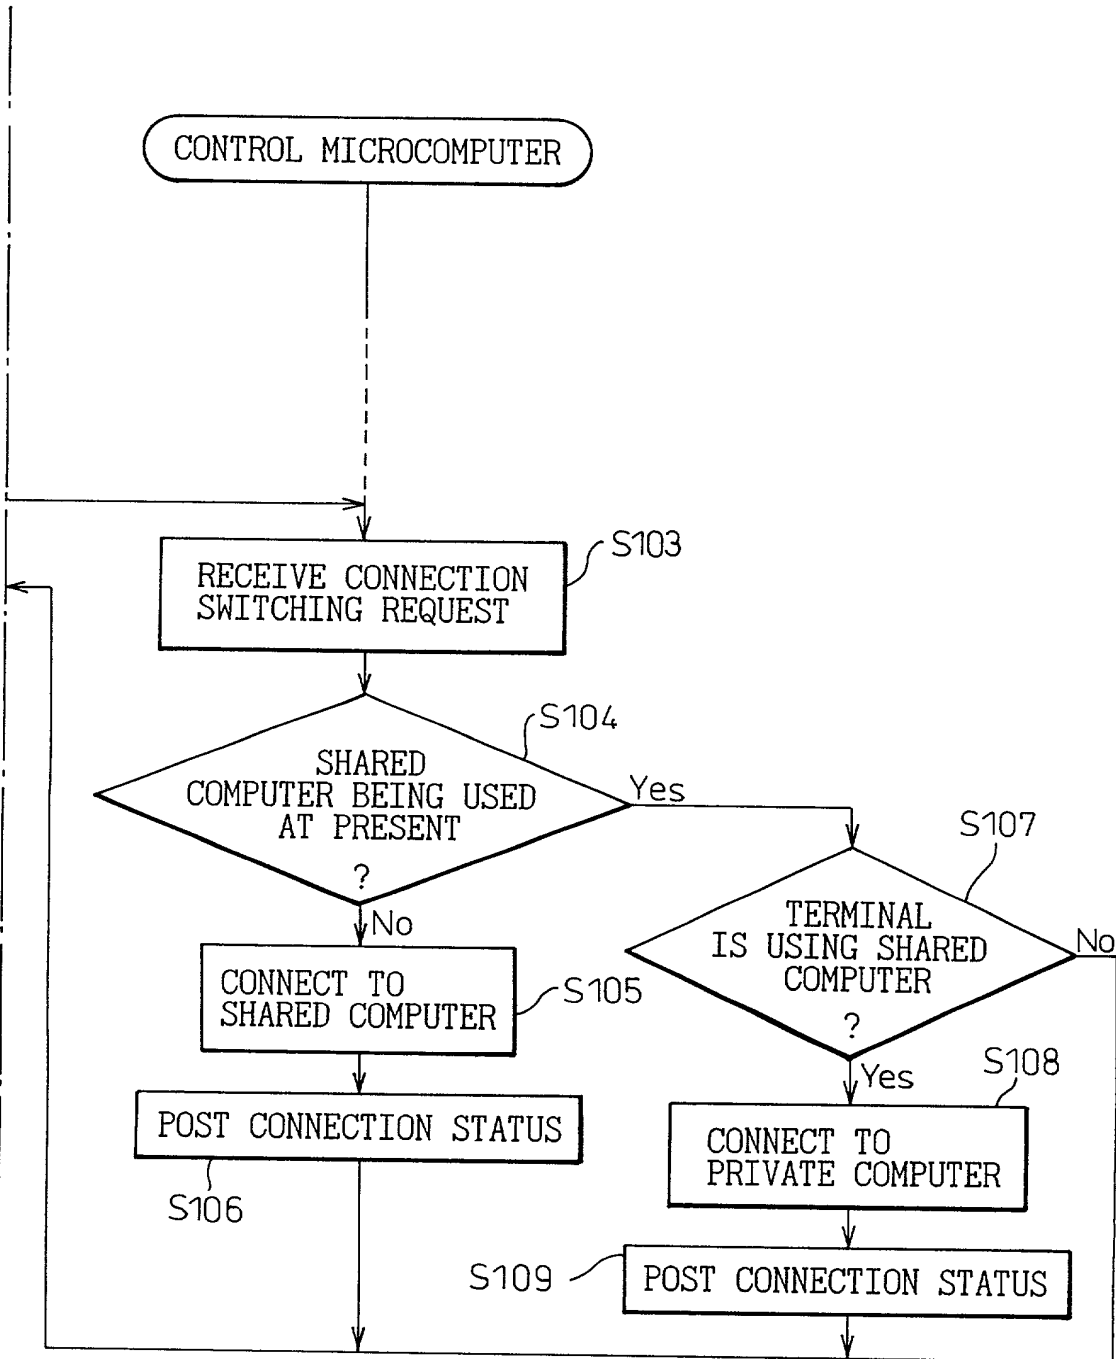 CONTROL MICROCOMPUTER
S103
RECEIVE CONNECTION
SWITCHING REQUEST
S104
SHARED
COMPUTER BEING USED
AT PRESENT
?
Yes
No
S107
TERMINAL
IS USING SHARED
COMPUTER
?
No
Yes
CONNECT TO
SHARED COMPUTER
S105
S108
POST CONNECTION STATUS
S106
CONNECT TO
PRIVATE COMPUTER
S109
POST CONNECTION STATUS